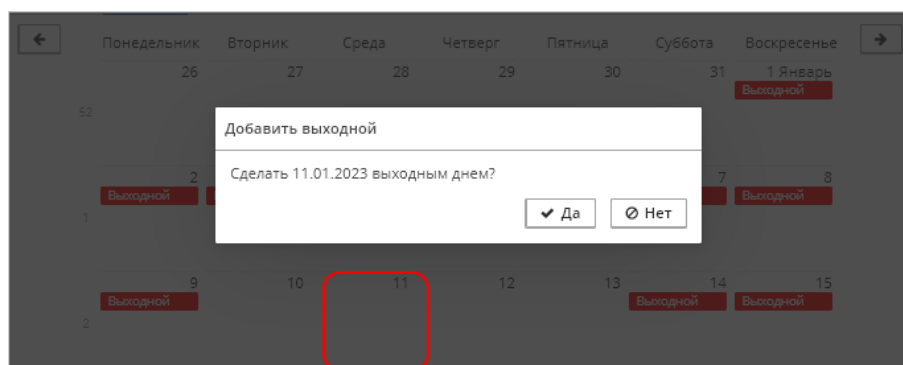 Понедельник Вторник Среда Четверг Пятница Суббота Воскресенье
26 27 28 29 30 31 1 Январь
Выходной
52
Добавить выходной
Сделать 11.01.2023 выходным днем?
Да Нет
2 7 8
Выходной Выходной
1
9 10 11 12 13 14 15
Выходной Выходной Выходной
2